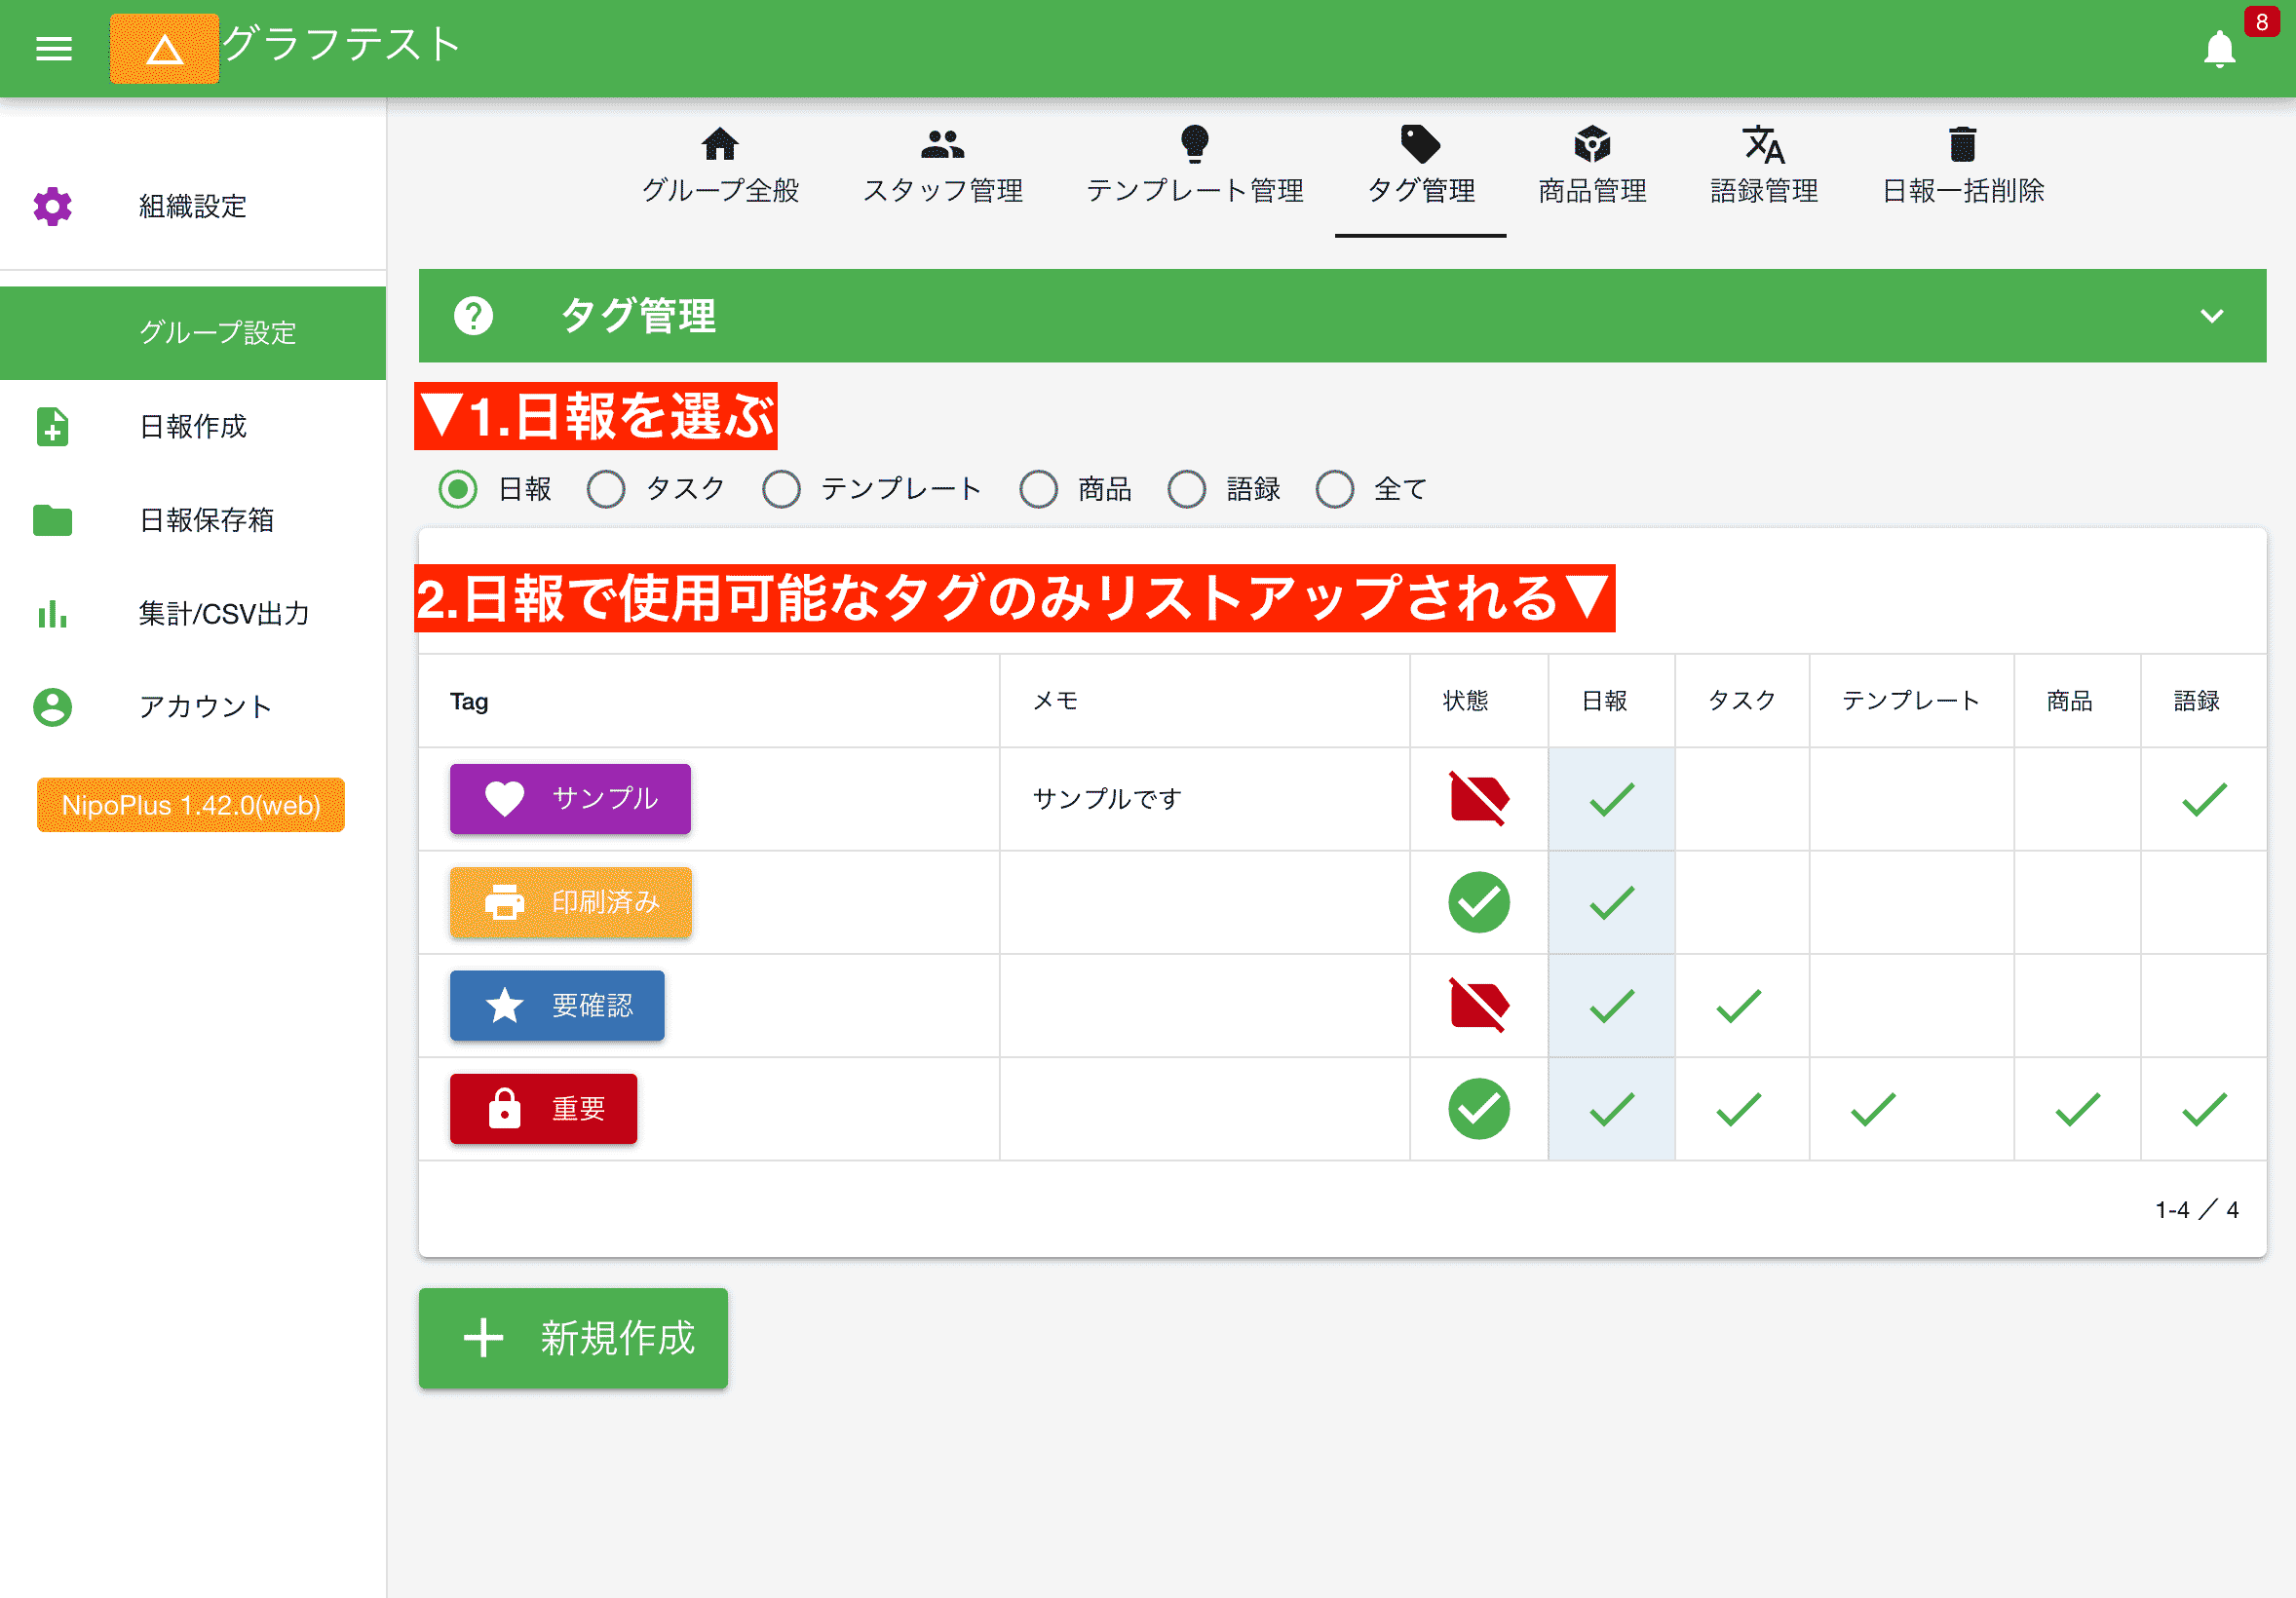 グラフテスト
8
組織設定
グループ設定
日報作成
日報保存箱
集計/CSV出力
アカウント
NipoPlus 1.42.0(web)
グループ全般 スタッフ管理 テンプレート管理 タグ管理 商品管理 語録管理 日報一括削除
タグ管理
▼1.日報を選ぶ
日報 タスク テンプレート 商品 語録 全て
2.日報で使用可能なタグのみリストアップされる▼
Tag メモ 状態 日報 タスク テンプレート 商品 語録
サンプル サンプルです
印刷済み
要確認
重要
1-4 ／ 4
新規作成